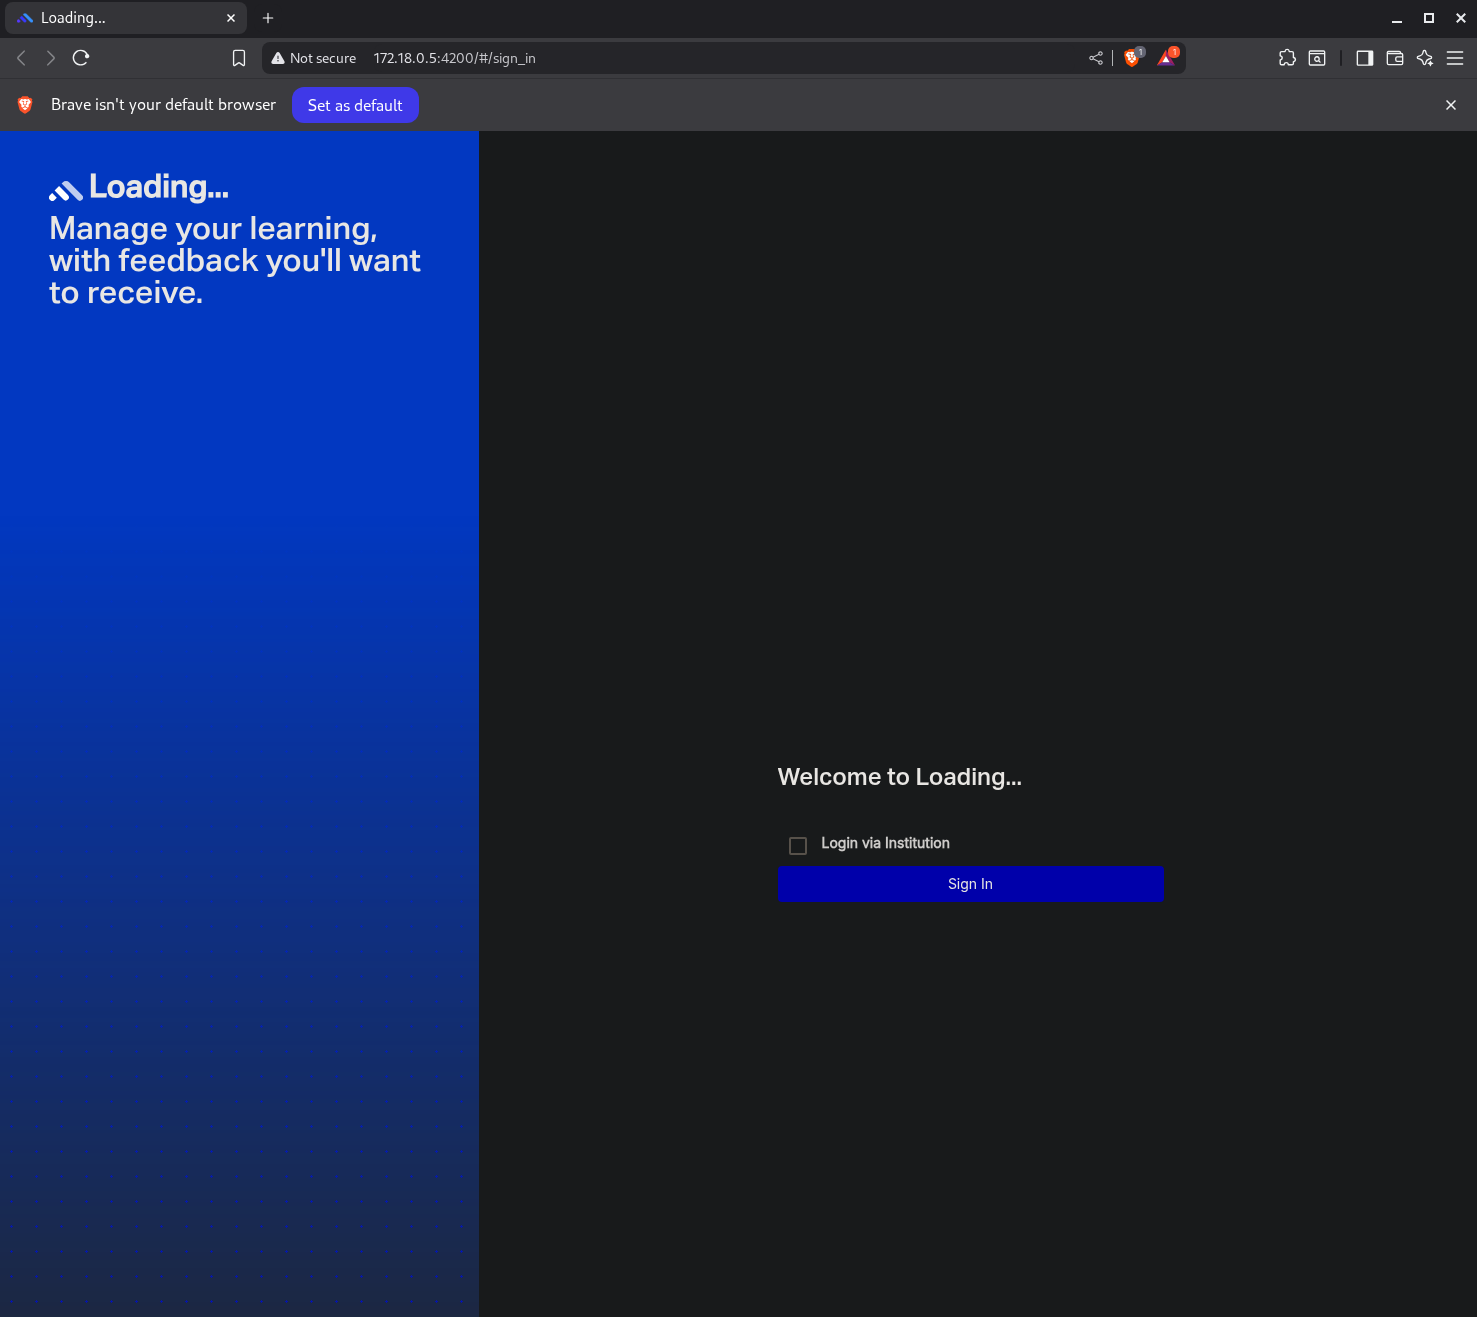 Loading...
Not secure 172.18.0.5:4200/#/sign_in
1
1
Brave isn't your default browser
Set as default
Loading...
Manage your learning,
with feedback you'll want
to receive.
Welcome to Loading...
Login via Institution
Sign In